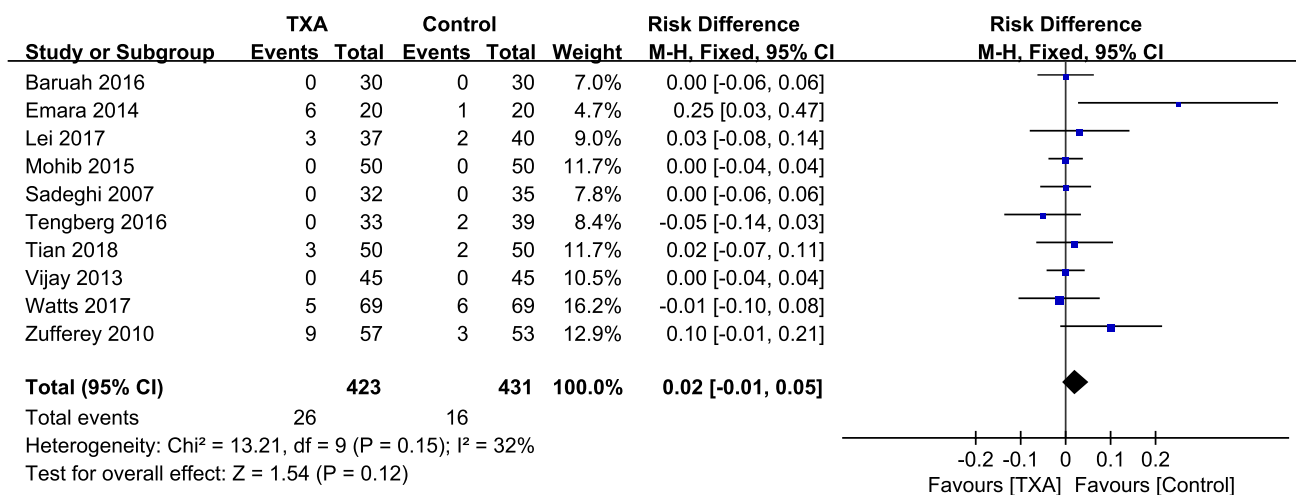 TXA Control Risk Difference Risk Difference
Study or Subgroup Events Total Events Total Weight M-H, Fixed, 95% CI M-H, Fixed, 95% CI
Baruah 2016 0 30 0 30 7.0% 0.00 [-0.06, 0.06]
Emara 2014 6 20 1 20 4.7% 0.25 [0.03, 0.47]
Lei 2017 3 37 2 40 9.0% 0.03 [-0.08, 0.14]
Mohib 2015 0 50 0 50 11.7% 0.00 [-0.04, 0.04]
Sadeghi 2007 0 32 0 35 7.8% 0.00 [-0.06, 0.06]
Tengberg 2016 0 33 2 39 8.4% -0.05 [-0.14, 0.03]
Tian 2018 3 50 2 50 11.7% 0.02 [-0.07, 0.11]
Vijay 2013 0 45 0 45 10.5% 0.00 [-0.04, 0.04]
Watts 2017 5 69 6 69 16.2% -0.01 [-0.10, 0.08]
Zufferey 2010 9 57 3 53 12.9% 0.10 [-0.01, 0.21]
Total (95% CI) 423 431 100.0% 0.02 [-0.01, 0.05]
Total events 26 16
Heterogeneity: Chi² = 13.21, df = 9 (P = 0.15); I² = 32%
Test for overall effect: Z = 1.54 (P = 0.12)
-0.2 -0.1 0 0.1 0.2
Favours [TXA] Favours [Control]